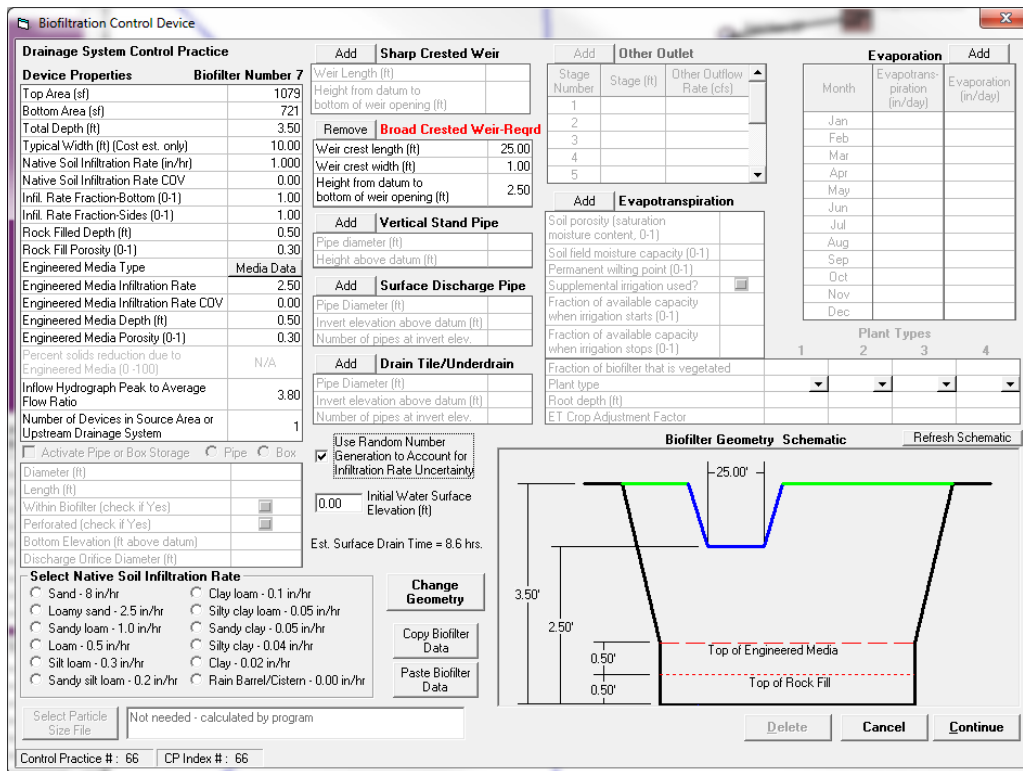 Biofiltration Control Device
Drainage System Control Practice
Device Properties Biofilter Number 7
Top Area (sf) 1079
Bottom Area (sf) 721
Total Depth (ft) 3.50
Typical Width (ft) (Cost est. only) 10.00
Native Soil Infiltration Rate (in/hr) 1.000
Native Soil Infiltration Rate COV 0.00
Infil. Rate Fraction-Bottom (0-1) 1.00
Infil. Rate Fraction-Sides (0-1) 1.00
Rock Filled Depth (ft) 0.50
Rock Fill Porosity (0-1) 0.30
Engineered Media Type Media Data
Engineered Media Infiltration Rate 2.50
Engineered Media Infiltration Rate COV 0.00
Engineered Media Depth (ft) 0.50
Engineered Media Porosity (0-1) 0.30
Percent solids reduction due to
Engineered Media (0 -100) N/A
Inflow Hydrograph Peak to Average
Flow Ratio 3.80
Number of Devices in Source Area or
Upstream Drainage System 1
Activate Pipe or Box Storage Pipe Box
Diameter (ft)
Length (ft)
Within Biofilter (check if Yes)
Perforated (check if Yes)
Bottom Elevation (ft above datum)
Discharge Orifice Diameter (ft)
Select Native Soil Infiltration Rate
Sand - 8 in/hr Clay loam - 0.1 in/hr
Loamy sand - 2.5 in/hr Silty clay loam - 0.05 in/hr
Sandy loam - 1.0 in/hr Sandy clay - 0.05 in/hr
Loam - 0.5 in/hr Silty clay - 0.04 in/hr
Silt loam - 0.3 in/hr Clay - 0.02 in/hr
Sandy silt loam - 0.2 in/hr Rain Barrel/Cistern - 0.00 in/hr
Select Particle
Size File
Not needed - calculated by program
Control Practice # : 66 CP Index # : 66
Add Sharp Crested Weir
Weir Length (ft)
Height from datum to
bottom of weir opening (ft)
Remove Broad Crested Weir-Reqrd
Weir crest length (ft) 25.00
Weir crest width (ft) 1.00
Height from datum to
bottom of weir opening (ft) 2.50
Add Vertical Stand Pipe
Pipe diameter (ft)
Height above datum (ft)
Add Surface Discharge Pipe
Pipe Diameter (ft)
Invert elevation above datum (ft)
Number of pipes at invert elev.
Add Drain Tile/Underdrain
Pipe Diameter (ft)
Invert elevation above datum (ft)
Number of pipes at invert elev.
Use Random Number
Generation to Account for
Infiltration Rate Uncertainty
0.00 Initial Water Surface
Elevation (ft)
Est. Surface Drain Time = 8.6 hrs.
Change
Geometry
Copy Biofilter
Data
Paste Biofilter
Data
Add Other Outlet
Stage
Number Stage (ft) Other Outflow
Rate (cfs)
1
2
3
4
5
Add Evapotranspiration
Soil porosity (saturation
moisture content, 0-1)
Soil field moisture capacity (0-1)
Permanent wilting point (0-1)
Supplemental irrigation used?
Fraction of available capacity
when irrigation starts (0-1)
Fraction of available capacity
when irrigation stops (0-1)
Fraction of biofilter that is vegetated
Plant type
Root depth (ft)
ET Crop Adjustment Factor
Evaporation Add
Month Evapotrans-
piration
(in/day) Evaporation
(in/day)
Jan
Feb
Mar
Apr
May
Jun
Jul
Aug
Sep
Oct
Nov
Dec
Plant Types
1 2 3 4
Biofilter Geometry Schematic Refresh Schematic
25.00'
3.50'
2.50'
Top of Engineered Media
0.50'
Top of Rock Fill
0.50'
Delete Cancel Continue